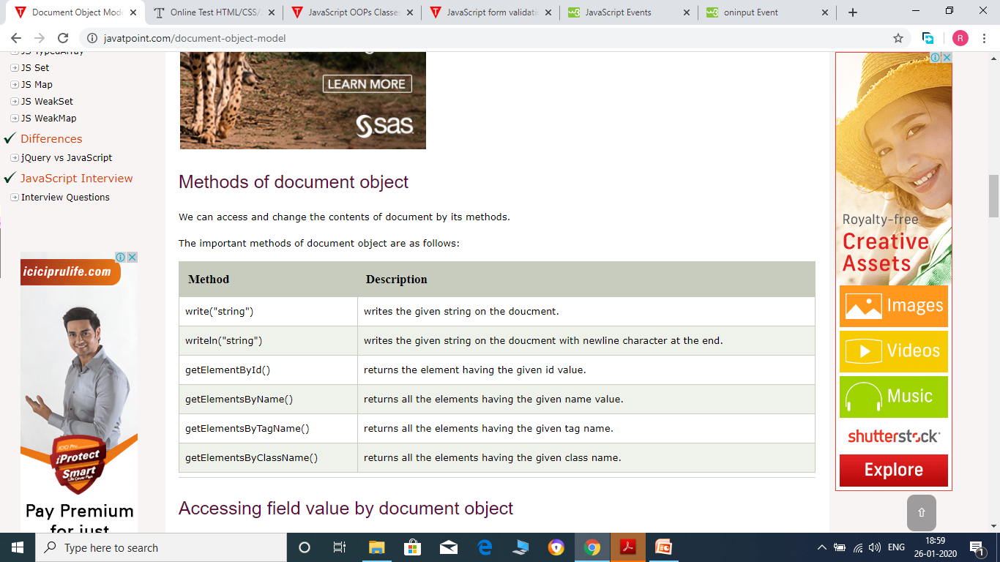 Document Object Mode
Online Test HTML/CSS/
JavaScript OOPs Classes
JavaScript form validati
JavaScript Events
oninput Event
javatpoint.com/document-object-model
R
JS TypedArray
JS Set
JS Map
JS WeakSet
JS WeakMap
Differences
jQuery vs JavaScript
JavaScript Interview
Interview Questions
iciciprulife.com
iProtect
Smart
Pay Premium
for just
LEARN MORE
sas
Methods of document object
We can access and change the contents of document by its methods.
The important methods of document object are as follows:
Method Description
write("string") writes the given string on the doucment.
writeln("string") writes the given string on the doucment with newline character at the end.
getElementById() returns the element having the given id value.
getElementsByName() returns all the elements having the given name value.
getElementsByTagName() returns all the elements having the given tag name.
getElementsByClassName() returns all the elements having the given class name.
Accessing field value by document object
Royalty-free
Creative
Assets
Images
Videos
Music
shutterstock
Explore
Type here to search
ENG
18:59
26-01-2020
1